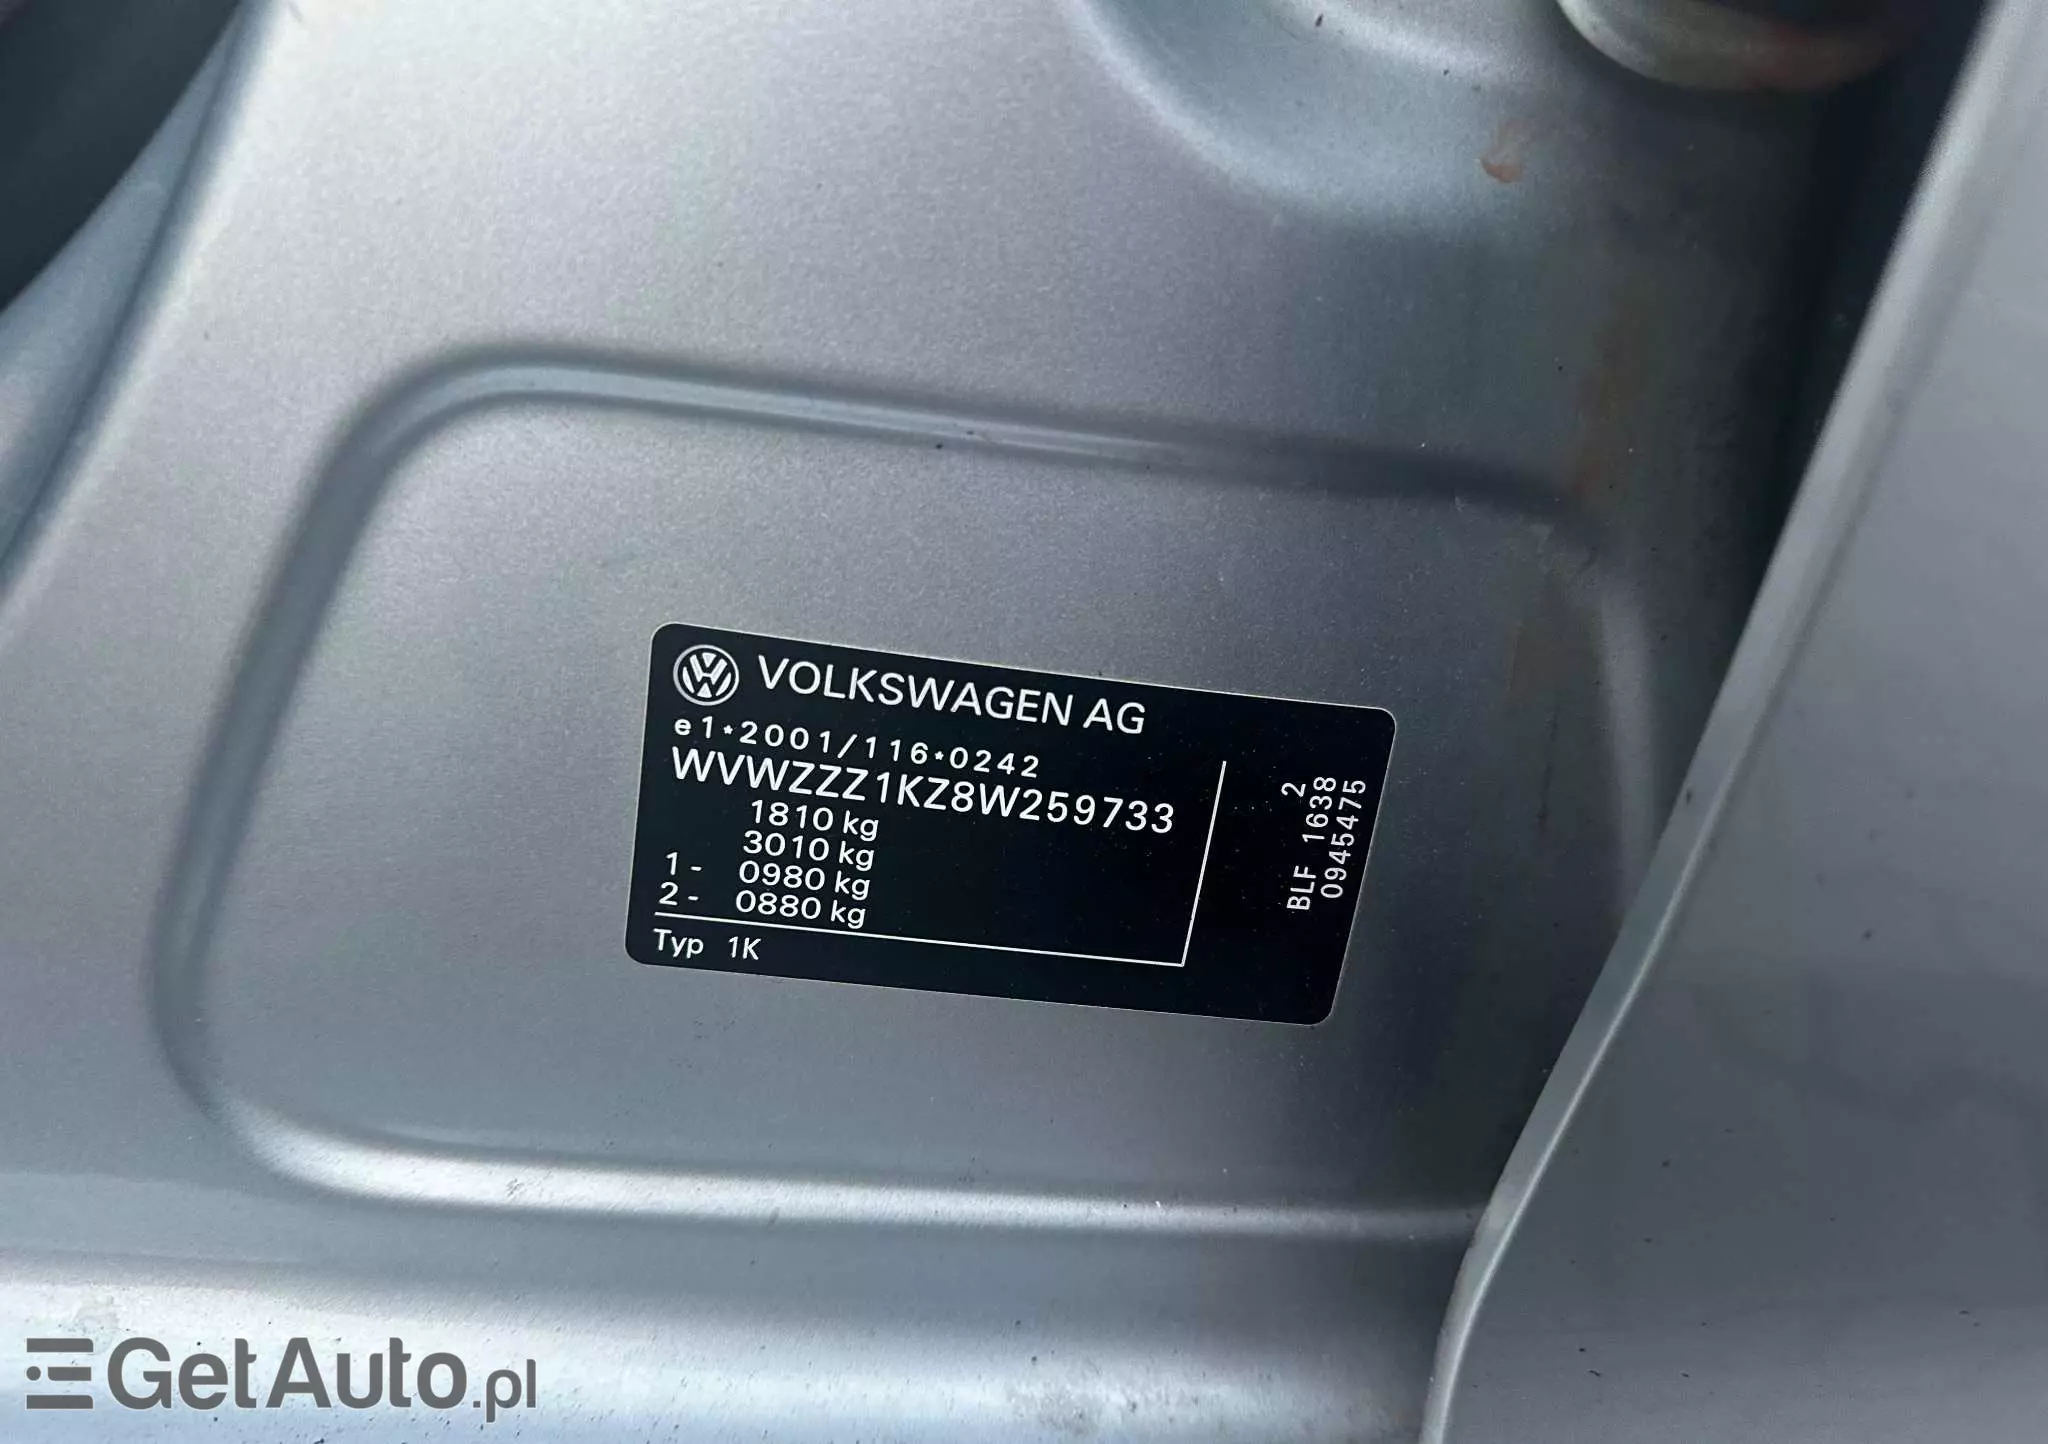 VOLKSWAGEN AG
e1*2001/116*0242
WVWZZZ1KZ8W259733
1810 kg
3010 kg
1- 0980 kg
2- 0880 kg
Typ 1K
2
BLF 1638
0945475
GetAuto.pl